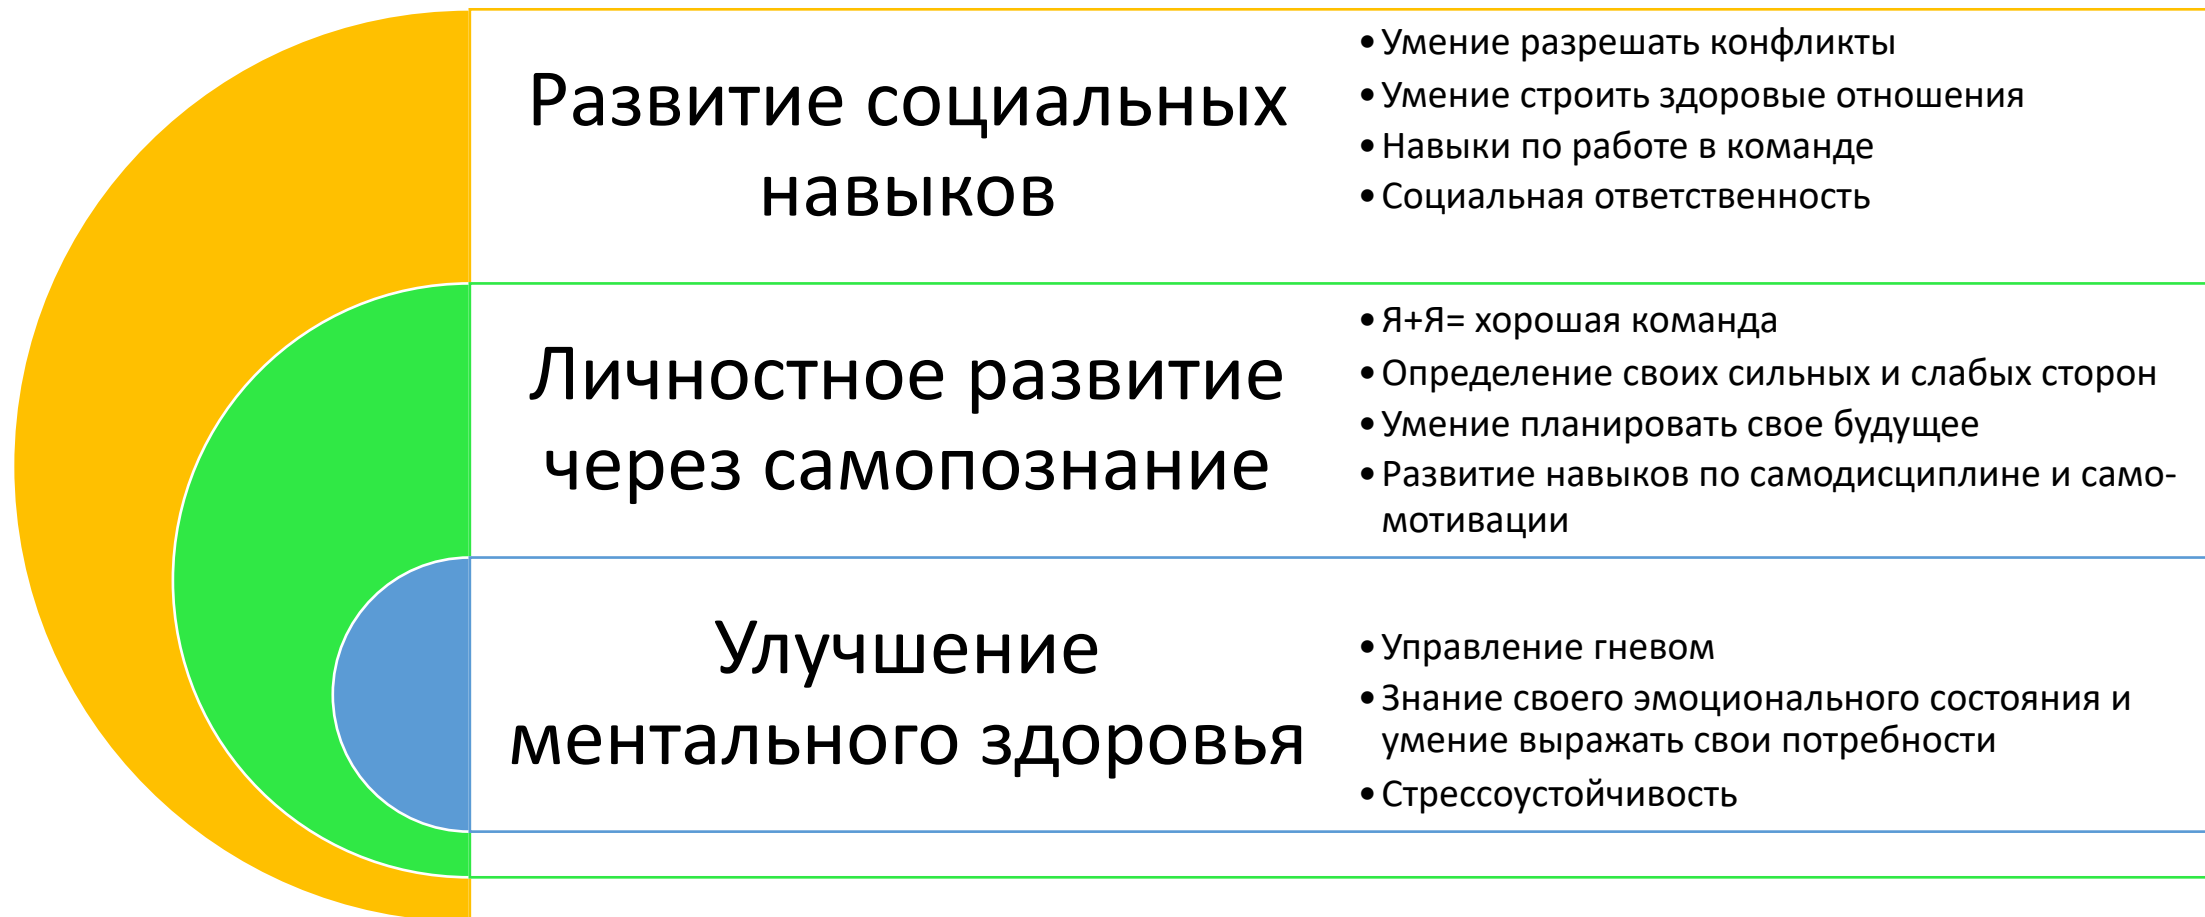 Развитие социальных
навыков
• Умение разрешать конфликты
• Умение строить здоровые отношения
• Навыки по работе в команде
• Социальная ответственность
Личностное развитие
через самопознание
• Я+Я= хорошая команда
• Определение своих сильных и слабых сторон
• Умение планировать свое будущее
• Развитие навыков по самодисциплине и само-
мотивации
Улучшение
ментального здоровья
• Управление гневом
• Знание своего эмоционального состояния и
умение выражать свои потребности
• Стрессоустойчивость